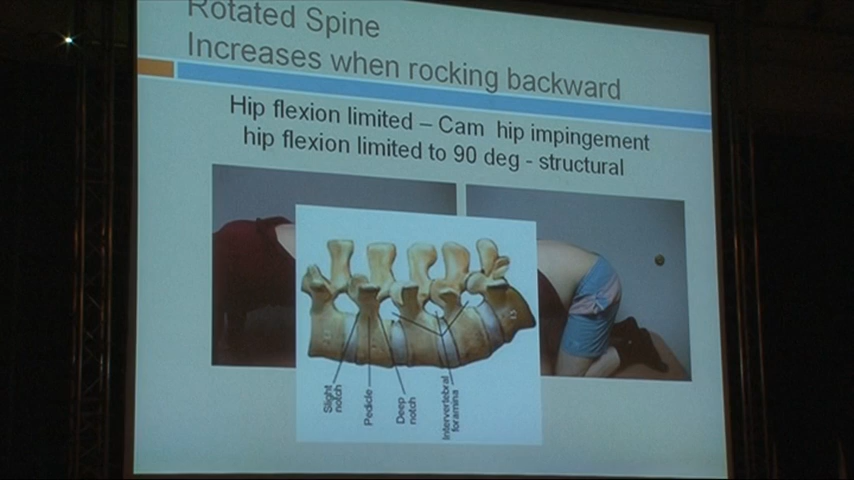 Rotated Spine
Increases when rocking backward
Hip flexion limited – Cam hip impingement
hip flexion limited to 90 deg - structural
Slight
notch
Pedicle
Deep
notch
Intervertebral
foramina